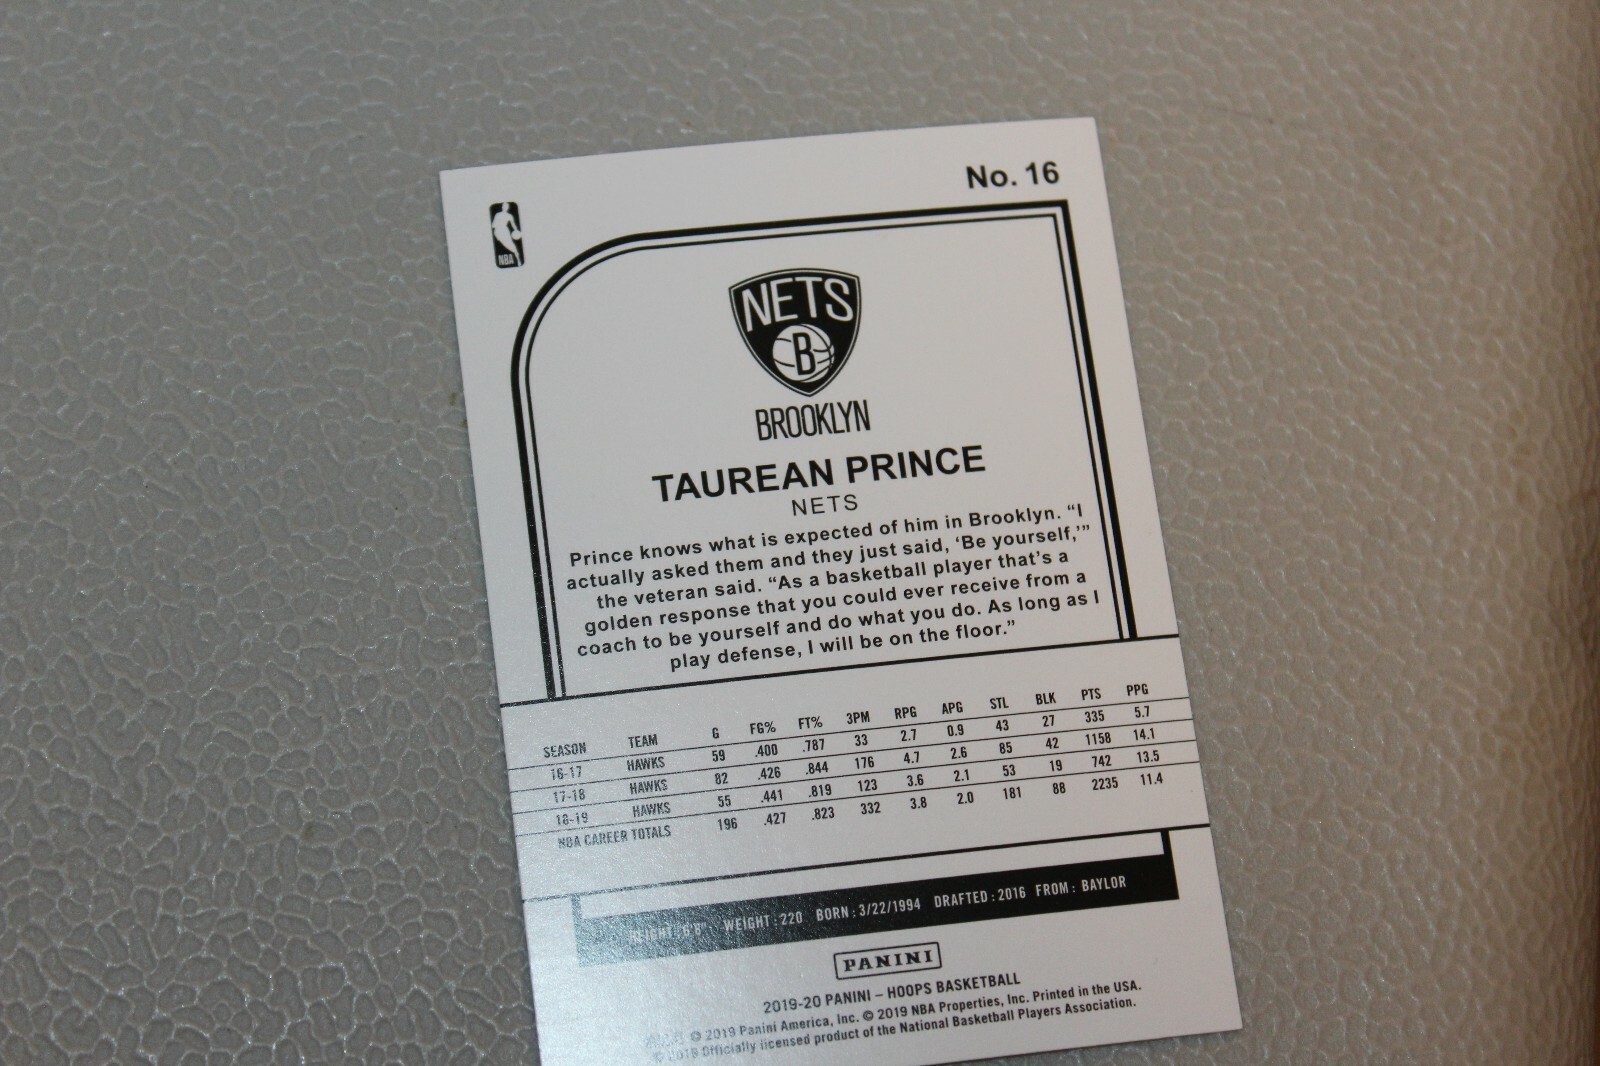 No. 16
NBA
NETS
B
BROOKLYN
TAUREAN PRINCE
NETS
Prince knows what is expected of him in Brooklyn. “I
actually asked them and they just said, ‘Be yourself,’”
the veteran said. “As a basketball player that’s a
golden response that you could ever receive from a
coach to be yourself and do what you do. As long as I
play defense, I will be on the floor.”
SEASON TEAM G FG% FT% 3PM RPG APG STL BLK PTS PPG
16-17 HAWKS 59 .400 .787 33 2.7 0.9 43 27 335 5.7
17-18 HAWKS 82 .426 .844 176 4.7 2.6 85 42 1158 14.1
18-19 HAWKS 55 .441 .819 123 3.6 2.1 53 19 742 13.5
NBA CAREER TOTALS 196 .427 .823 332 3.8 2.0 181 88 2235 11.4
HEIGHT: 6'8" WEIGHT: 220 BORN: 3/22/1994 DRAFTED: 2016 FROM: BAYLOR
PANINI
2019-20 PANINI – HOOPS BASKETBALL
© 2019 Panini America, Inc. © 2019 NBA Properties, Inc. Printed in the USA.
© 2019 Officially licensed product of the National Basketball Players Association.